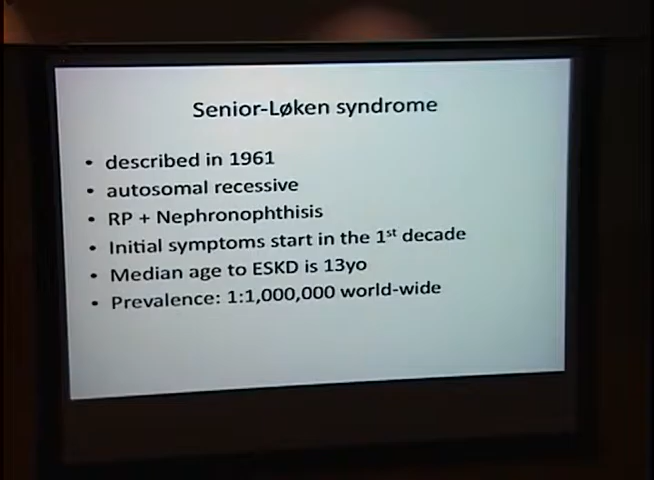 Senior-Løken syndrome
• described in 1961
• autosomal recessive
• RP + Nephronophthisis
• Initial symptoms start in the 1st decade
• Median age to ESKD is 13yo
• Prevalence: 1:1,000,000 world-wide